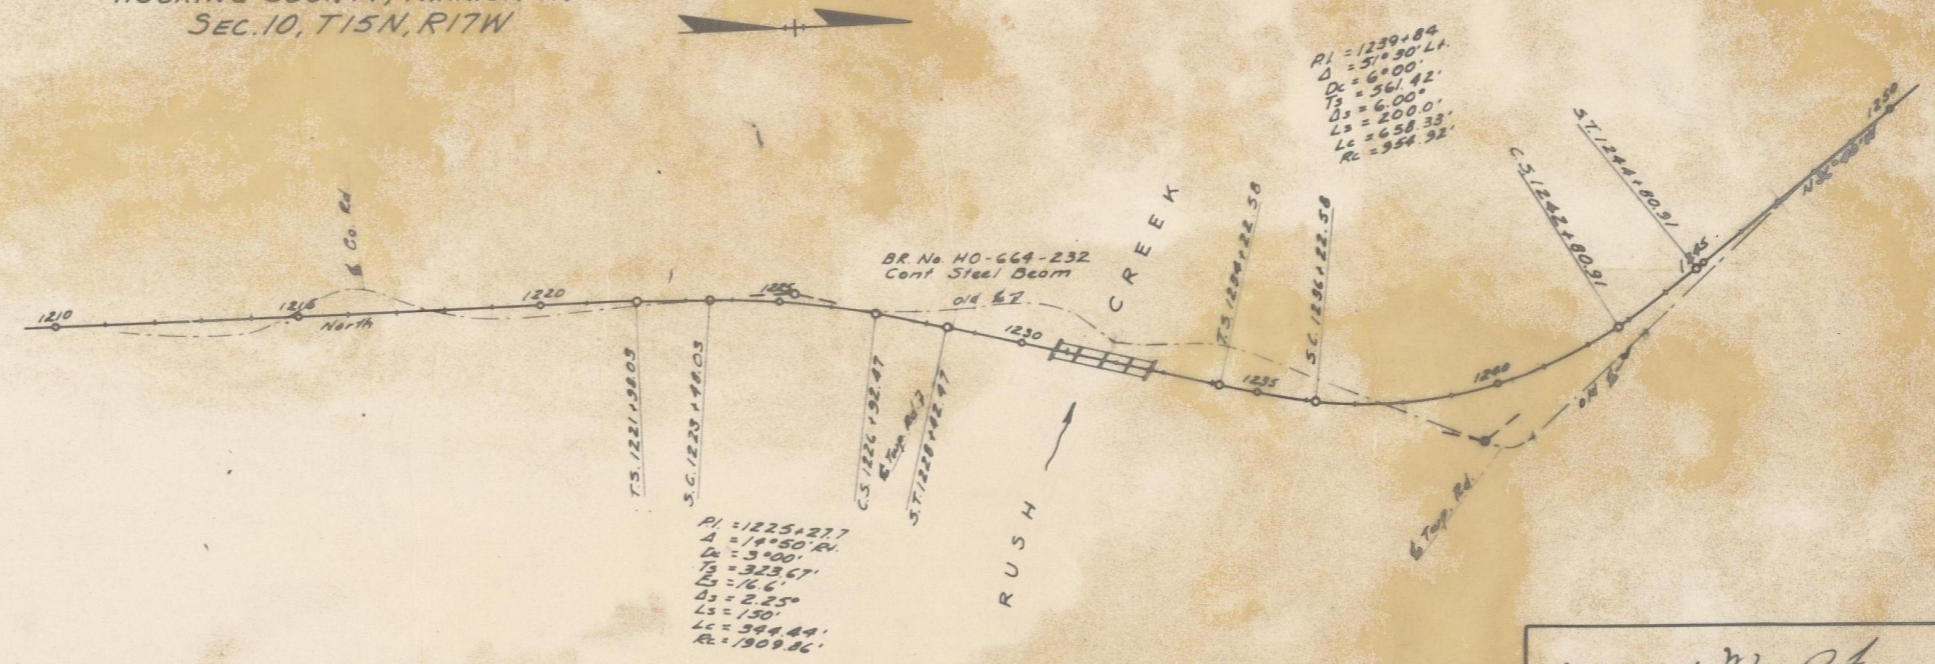 SEC. 10, T15N, R17W
P.I. = 1239+84
Δ = 51°30' Lt.
Dc = 6°00'
Ts = 561.42'
Δs = 6.00°
Ls = 200.0'
Lc = 658.33'
Rc = 954.92'
1210
1215
North
℄ Co. Rd
1220
1225
BR. No. HO-664-232
Cont Steel Beam
Old ℄
1230
CREEK
RUSH
T.S. 1221+98.03
S.C. 1223+48.03
C.S. 1226+92.47
℄ Twp. Rd 7
S.T. 1228+42.47
T.S. 1234+22.58
1235
S.C. 1236+22.58
1240
C.S. 1242+80.91
S.T. 1244+80.91
1245
1250
Old ℄
℄ Twp. Rd.
P.I. = 1225+27.7
Δ = 14°50' Rt.
Dc = 3°00'
Ts = 323.67'
Es = 16.6'
Δs = 2.25°
Ls = 150'
Lc = 344.44'
Rc = 1909.86'